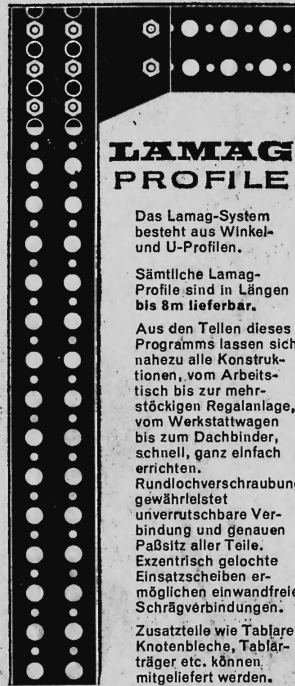 LAMAG
PROFILE
Das Lamag-System
besteht aus Winkel-
und U-Profilen.
Sämtliche Lamag-
Profile sind in Längen
bis 8m lieferbar.
Aus den Teilen dieses
Programms lassen sich
nahezu alle Konstruk-
tionen, vom Arbeits-
tisch bis zur mehr-
stöckigen Regalanlage,
vom Werkstattwagen
bis zum Dachbinder,
schnell, ganz einfach
errichten.
Rundlochverschraubung
gewährleistet
unverrutschbare Ver-
bindung und genauen
Paßsitz aller Teile.
Exzentrisch gelochte
Einsatzscheiben er-
möglichen einwandfreie
Schrägverbindungen.
Zusatzteile wie Tablare
Knotenbleche, Tablar-
träger etc. können
mitgeliefert werden.